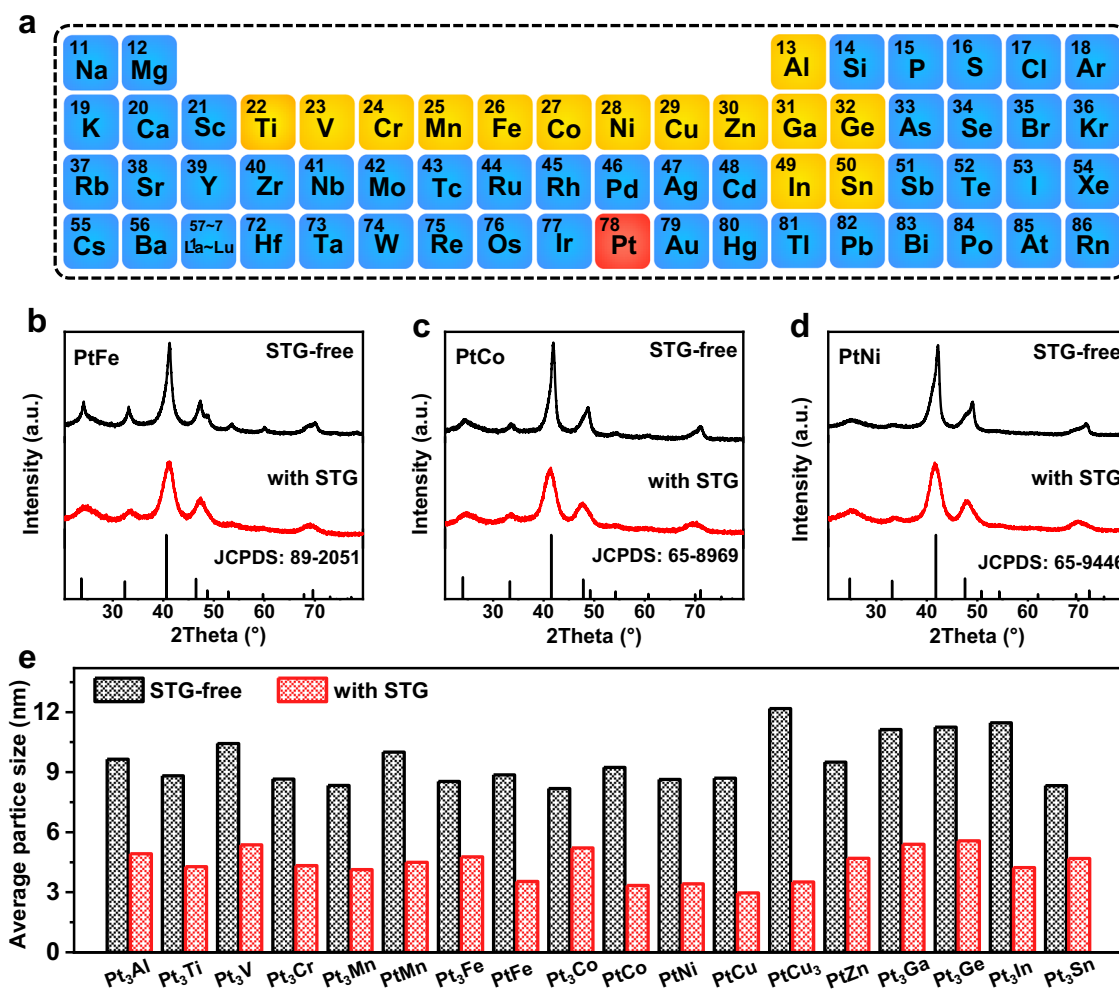 a
11 12 13 14 15 16 17 18
Na Mg Al Si P S Cl Ar
19 20 21 22 23 24 25 26 27 28 29 30 31 32 33 34 35 36
K Ca Sc Ti V Cr Mn Fe Co Ni Cu Zn Ga Ge As Se Br Kr
37 38 39 40 41 42 43 44 45 46 47 48 49 50 51 52 53 54
Rb Sr Y Zr Nb Mo Tc Ru Rh Pd Ag Cd In Sn Sb Te I Xe
55 56 57~7 72 73 74 75 76 77 78 79 80 81 82 83 84 85 86
Cs Ba 1 La~Lu Hf Ta W Re Os Ir Pt Au Hg Tl Pb Bi Po At Rn
b
PtFe
STG-free
with STG
JCPDS: 89-2051
Intensity (a.u.)
30 40 50 60 70
2Theta (°)
c
PtCo
STG-free
with STG
JCPDS: 65-8969
Intensity (a.u.)
30 40 50 60 70
2Theta (°)
d
PtNi
STG-free
with STG
JCPDS: 65-9446
Intensity (a.u.)
30 40 50 60 70
2Theta (°)
e
STG-free with STG
Average partice size (nm)
12
9
6
3
0
Pt₃Al Pt₃Ti Pt₃V Pt₃Cr Pt₃Mn PtMn Pt₃Fe PtFe Pt₃Co PtCo PtNi PtCu PtCu₃ PtZn Pt₃Ga Pt₃Ge Pt₃In Pt₃Sn